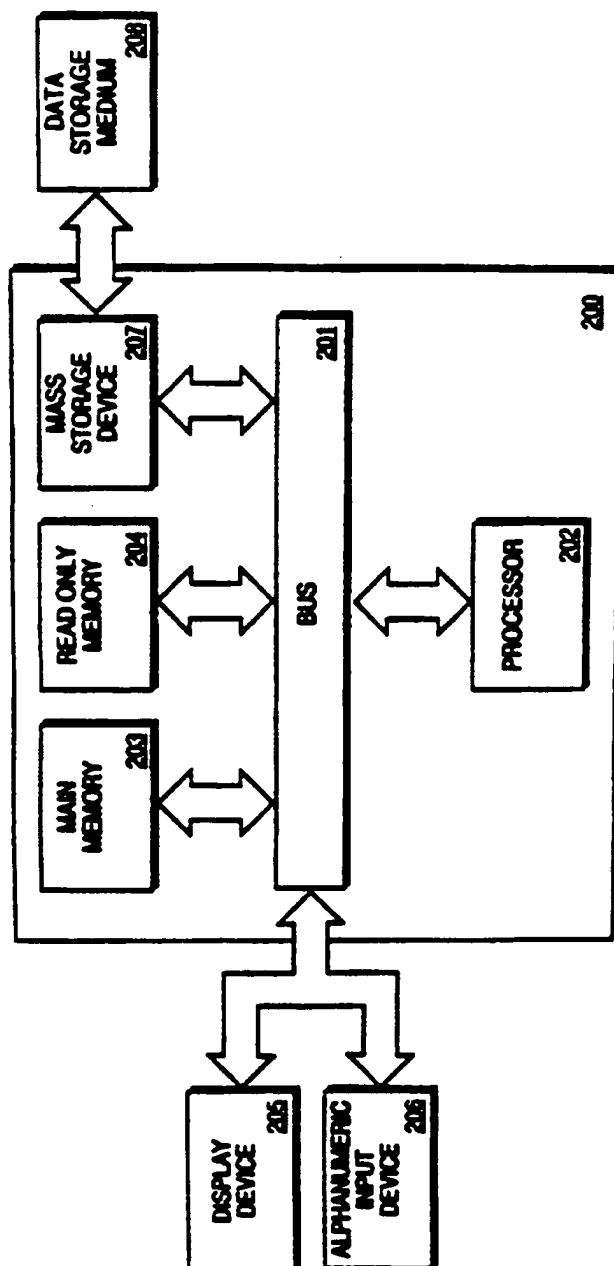 DATA
STORAGE
MEDIUM
208
MASS
STORAGE
DEVICE
207
READ ONLY
MEMORY
204
MAIN
MEMORY
203
BUS
201
PROCESSOR
202
200
DISPLAY
DEVICE
205
ALPHANUMERIC
INPUT
DEVICE
206